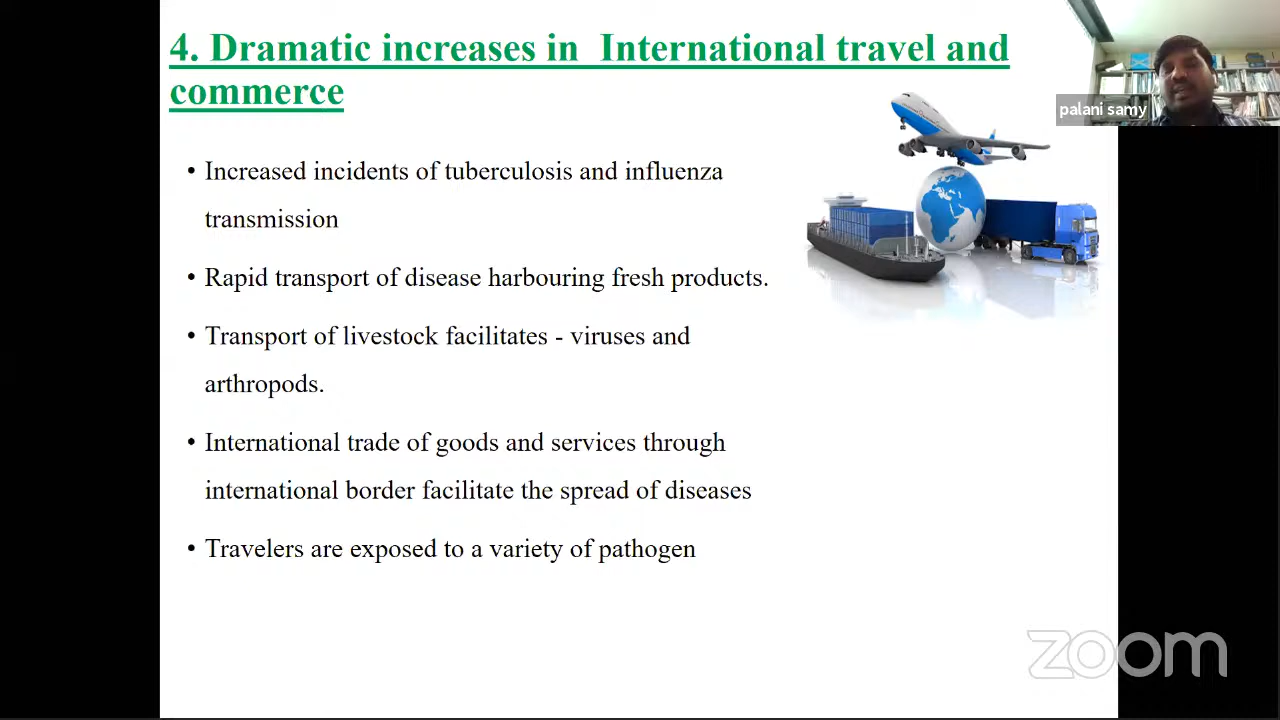 4. Dramatic increases in  International travel and
commerce
palani samy
• Increased incidents of tuberculosis and influenza
transmission
• Rapid transport of disease harbouring fresh products.
• Transport of livestock facilitates - viruses and
arthropods.
• International trade of goods and services through
international border facilitate the spread of diseases
• Travelers are exposed to a variety of pathogen
zoom